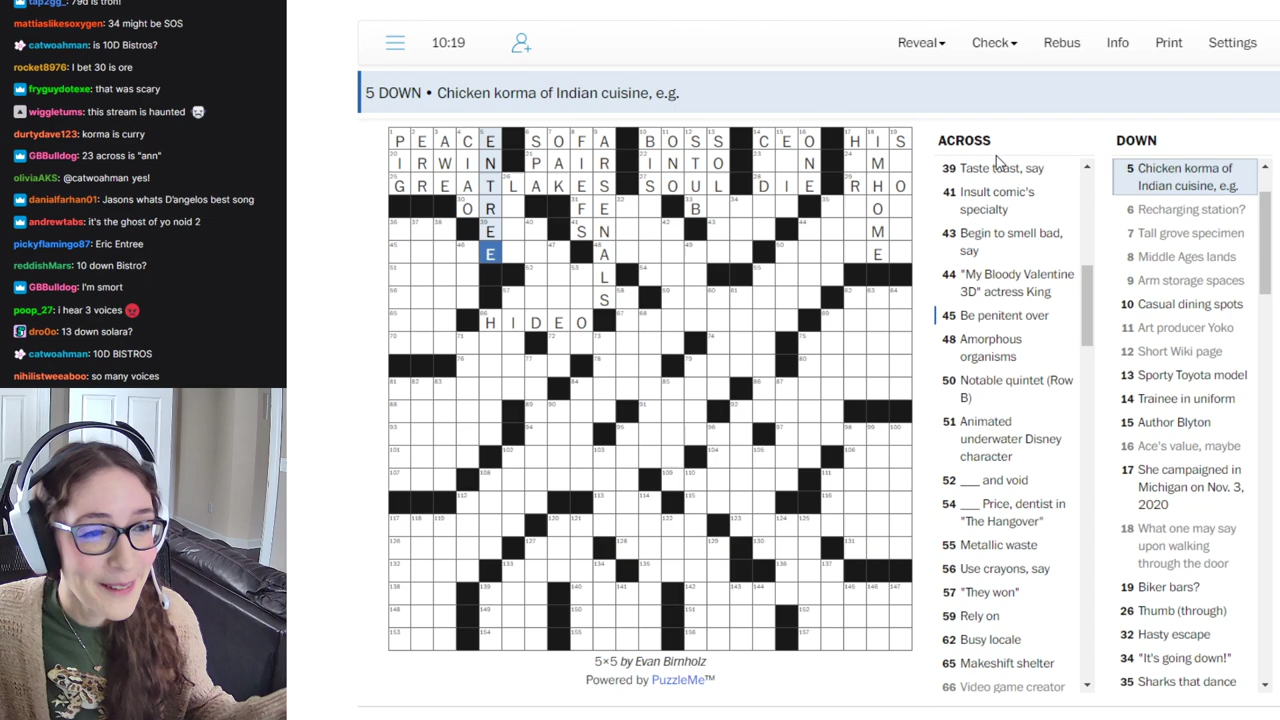 tap2gg_: 79d is tron!
mattiaslikesoxygen: 34 might be SOS
catwoahman: is 10D Bistros?
rocket8976: I bet 30 is ore
fryguydotexe: that was scary
wiggletums: this stream is haunted
durtydave123: korma is curry
GBBulldog: 23 across is "ann"
oliviaAKS: @catwoahman yes!
danialfarhan01: Jasons whats D'angelos best song
andrewtabs: it's the ghost of yo noid 2
pickyflamingo87: Eric Entree
reddishMars: 10 down Bistro?
GBBulldog: I'm smort
poop_27: i hear 3 voices
dro0o: 13 down solara?
catwoahman: 10D BISTROS
nihilistweeaboo: so many voices
10:19
Reveal
Check
Rebus
Info
Print
Settings
5 DOWN • Chicken korma of Indian cuisine, e.g.
P E A C E S O F A B O S S C E O H I S
I R W I N P A I R I N T O N M
G R E A T L A K E S S O U L D I E R H O
O R F E B O
E S N M
E A E
L
S
H I D E O
5×5 by Evan Birnholz
Powered by PuzzleMe™
ACROSS
39 Taste toast, say
41 Insult comic's
specialty
43 Begin to smell bad,
say
44 "My Bloody Valentine
3D" actress King
45 Be penitent over
48 Amorphous
organisms
50 Notable quintet (Row
B)
51 Animated
underwater Disney
character
52 ___ and void
54 ___ Price, dentist in
"The Hangover"
55 Metallic waste
56 Use crayons, say
57 "They won"
59 Rely on
62 Busy locale
65 Makeshift shelter
66 Video game creator
DOWN
5 Chicken korma of
Indian cuisine, e.g.
6 Recharging station?
7 Tall grove specimen
8 Middle Ages lands
9 Arm storage spaces
10 Casual dining spots
11 Art producer Yoko
12 Short Wiki page
13 Sporty Toyota model
14 Trainee in uniform
15 Author Blyton
16 Ace's value, maybe
17 She campaigned in
Michigan on Nov. 3,
2020
18 What one may say
upon walking
through the door
19 Biker bars?
26 Thumb (through)
32 Hasty escape
34 "It's going down!"
35 Sharks that dance